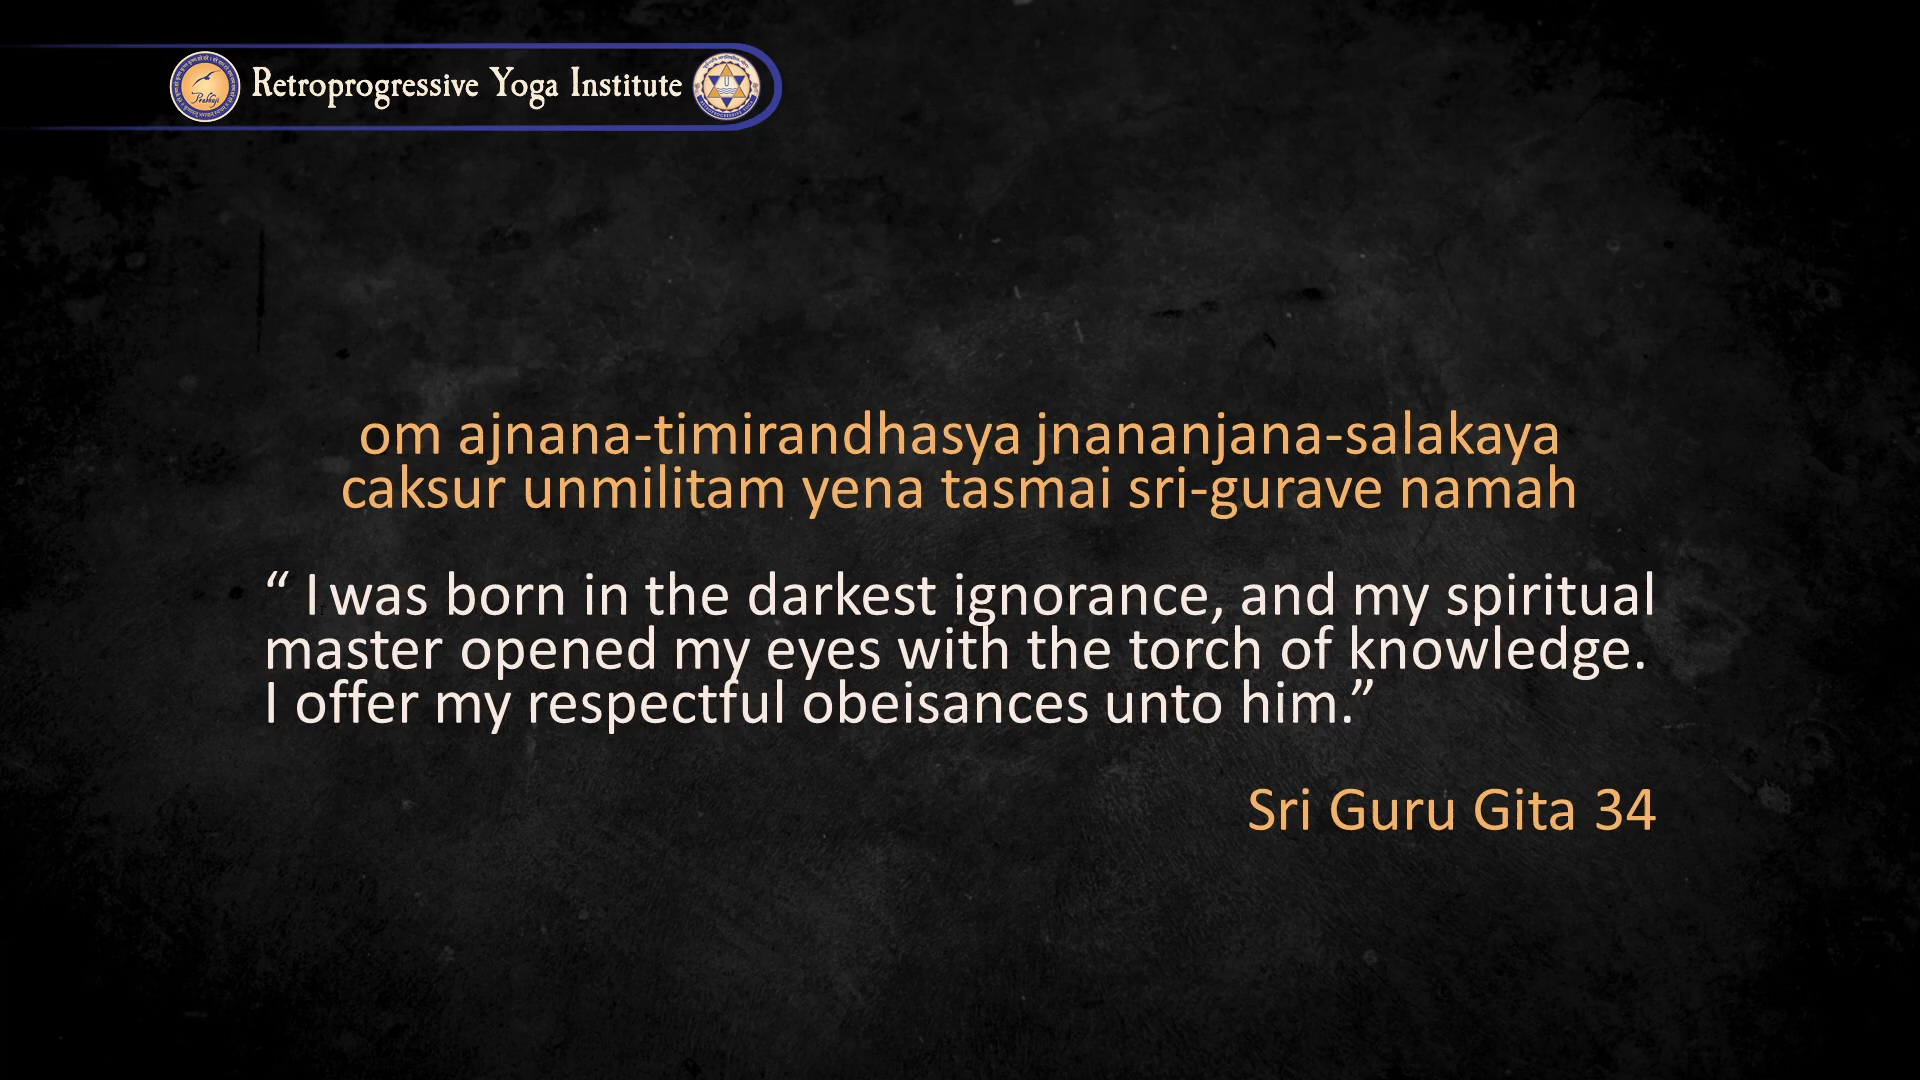 Prabhuji
Retroprogressive Yoga Institute
om ajnana-timirandhasya jnananjana-salakaya
caksur unmilitam yena tasmai sri-gurave namah
“ I was born in the darkest ignorance, and my spiritual
master opened my eyes with the torch of knowledge.
I offer my respectful obeisances unto him.”
Sri Guru Gita 34